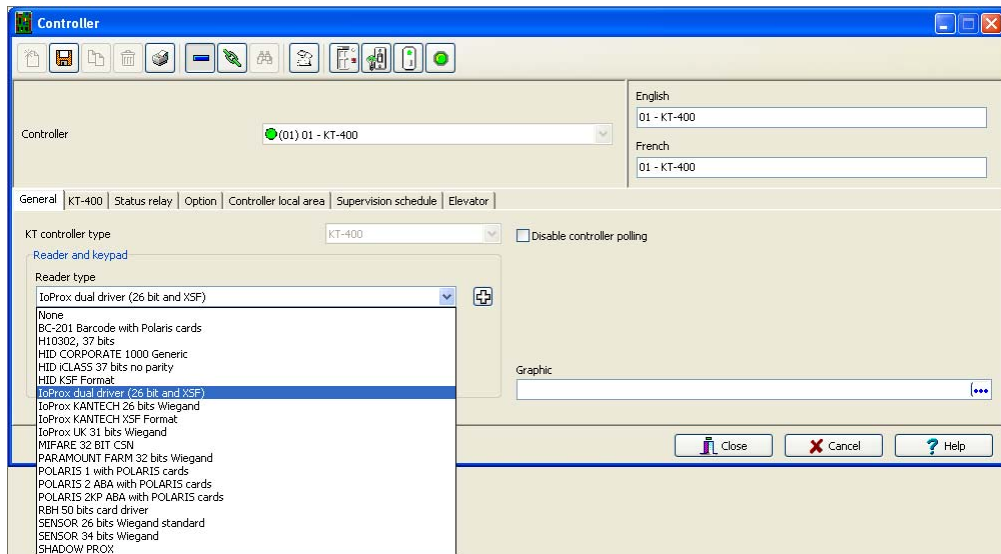 Controller
English
01 - KT-400
Controller
(01) 01 - KT-400
French
01 - KT-400
General KT-400 Status relay Option Controller local area Supervision schedule Elevator
KT controller type
KT-400
Disable controller polling
Reader and keypad
Reader type
IoProx dual driver (26 bit and XSF)
None
BC-201 Barcode with Polaris cards
H10302, 37 bits
HID CORPORATE 1000 Generic
HID iCLASS 37 bits no parity
HID KSF Format
IoProx dual driver (26 bit and XSF)
IoProx KANTECH 26 bits Wiegand
IoProx KANTECH XSF Format
IoProx UK 31 bits Wiegand
MIFARE 32 BIT CSN
PARAMOUNT FARM 32 bits Wiegand
POLARIS 1 with POLARIS cards
POLARIS 2 ABA with POLARIS cards
POLARIS 2KP ABA with POLARIS cards
RBH 50 bits card driver
SENSOR 26 bits Wiegand standard
SENSOR 34 bits Wiegand
SHADOW PROX
Graphic
Close Cancel Help